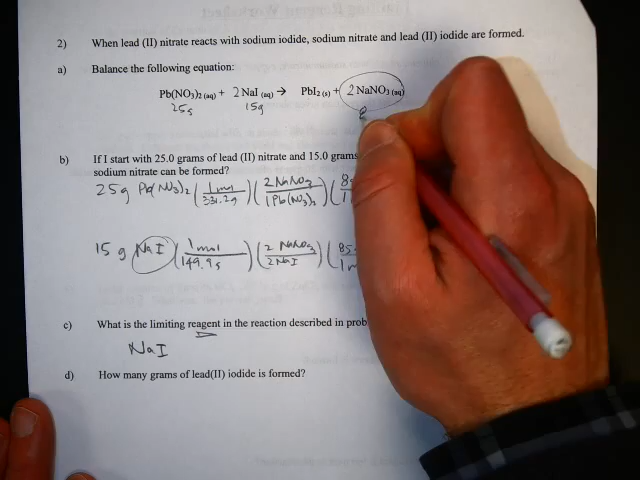 2) When lead (II) nitrate reacts with sodium iodide, sodium nitrate and lead (II) iodide are formed.
a) Balance the following equation:
Pb(NO₃)₂ (aq) + 2 NaI (aq) → PbI₂ (s) + 2 NaNO₃ (aq)
25g 15g 8
b) If I start with 25.0 grams of lead (II) nitrate and 15.0 grams
sodium nitrate can be formed?
25g Pb(NO₃)₂ (1 mol / 331.2g) (2 NaNO₃ / 1 Pb(NO₃)₂) (8
15 g NaI (1 mol / 149.9g) (2 NaNO₃ / 2 NaI) (85 / 1 m
c) What is the limiting reagent in the reaction described in prob
NaI
d) How many grams of lead(II) iodide is formed?